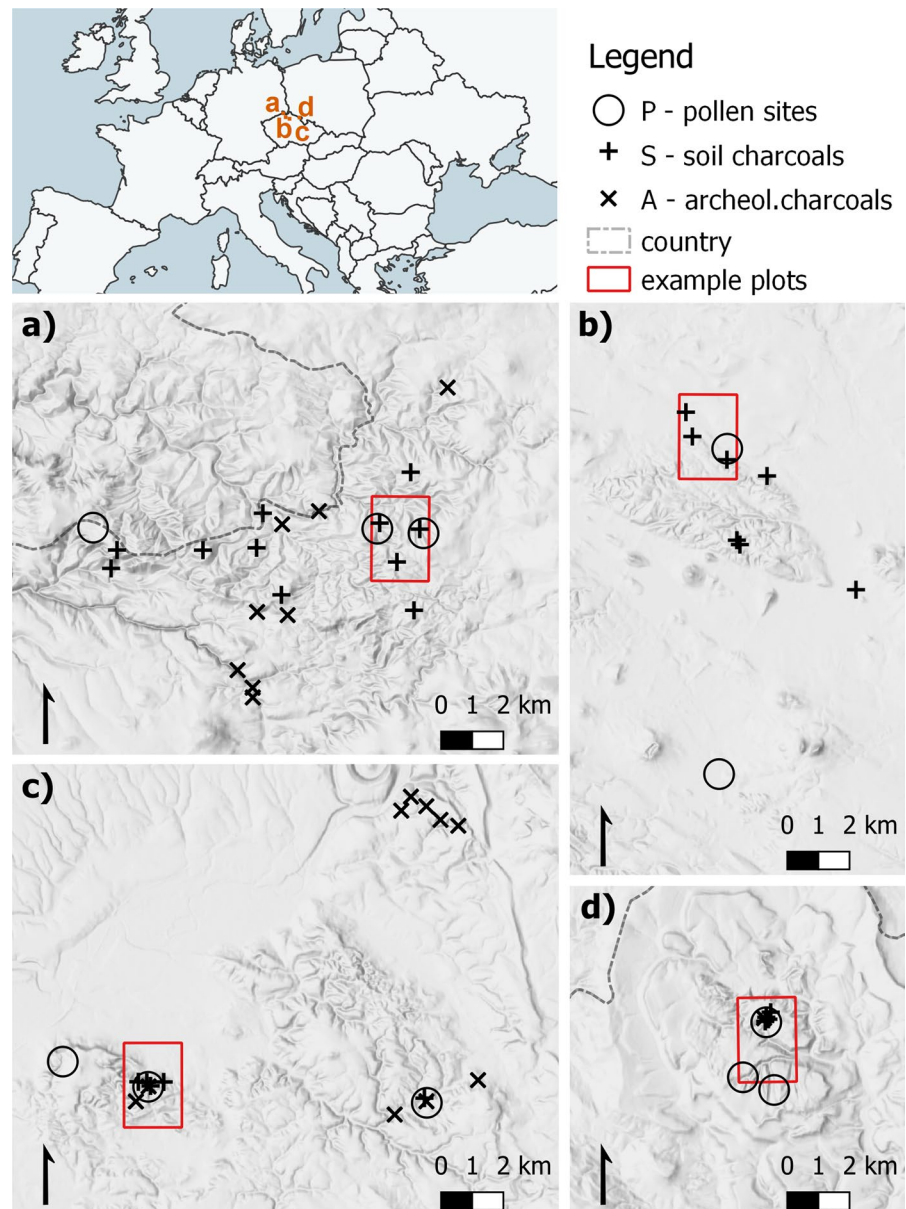 a d
b c
Legend
P - pollen sites
S - soil charcoals
A - archeol.charcoals
country
example plots
a)
0 1 2 km
b)
0 1 2 km
c)
0 1 2 km
d)
0 1 2 km